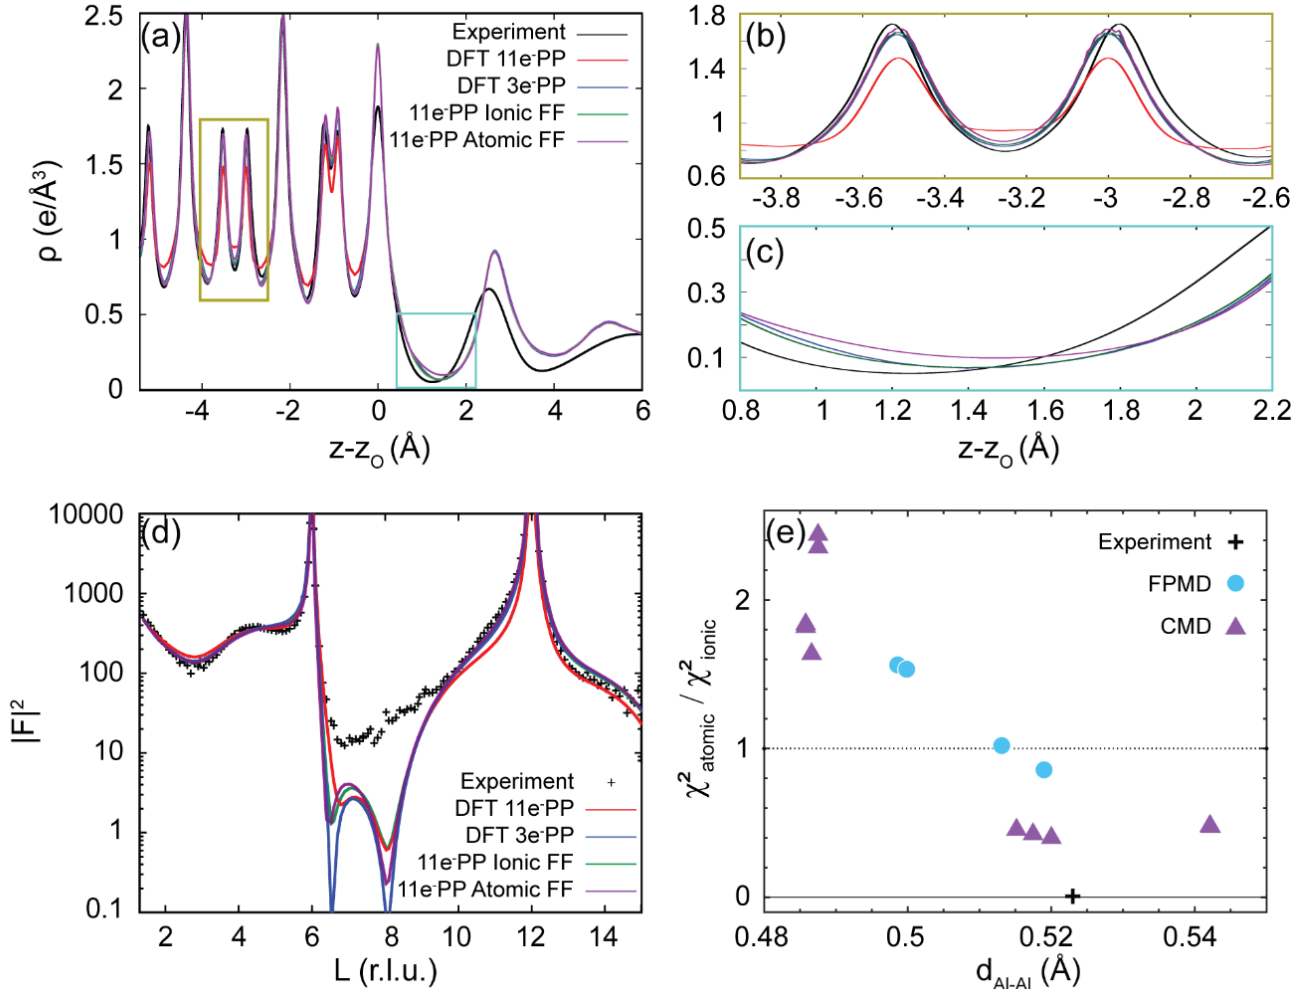 (a)
Experiment
DFT 11e⁻PP
DFT 3e⁻PP
11e⁻PP Ionic FF
11e⁻PP Atomic FF
2.5
2
1.5
1
0.5
0
ρ (e/Å³)
-4 -2 0 2 4 6
z-z_O (Å)
(b)
1.8
1.4
1
0.6
-3.8 -3.6 -3.4 -3.2 -3 -2.8 -2.6
(c)
0.5
0.3
0.1
0.8 1 1.2 1.4 1.6 1.8 2 2.2
z-z_O (Å)
(d)
10000
1000
100
10
1
0.1
|F|²
Experiment
DFT 11e⁻PP
DFT 3e⁻PP
11e⁻PP Ionic FF
11e⁻PP Atomic FF
2 4 6 8 10 12 14
L (r.l.u.)
(e)
Experiment
FPMD
CMD
2
1
0
χ²_atomic / χ²_ionic
0.48 0.5 0.52 0.54
d_Al-Al (Å)